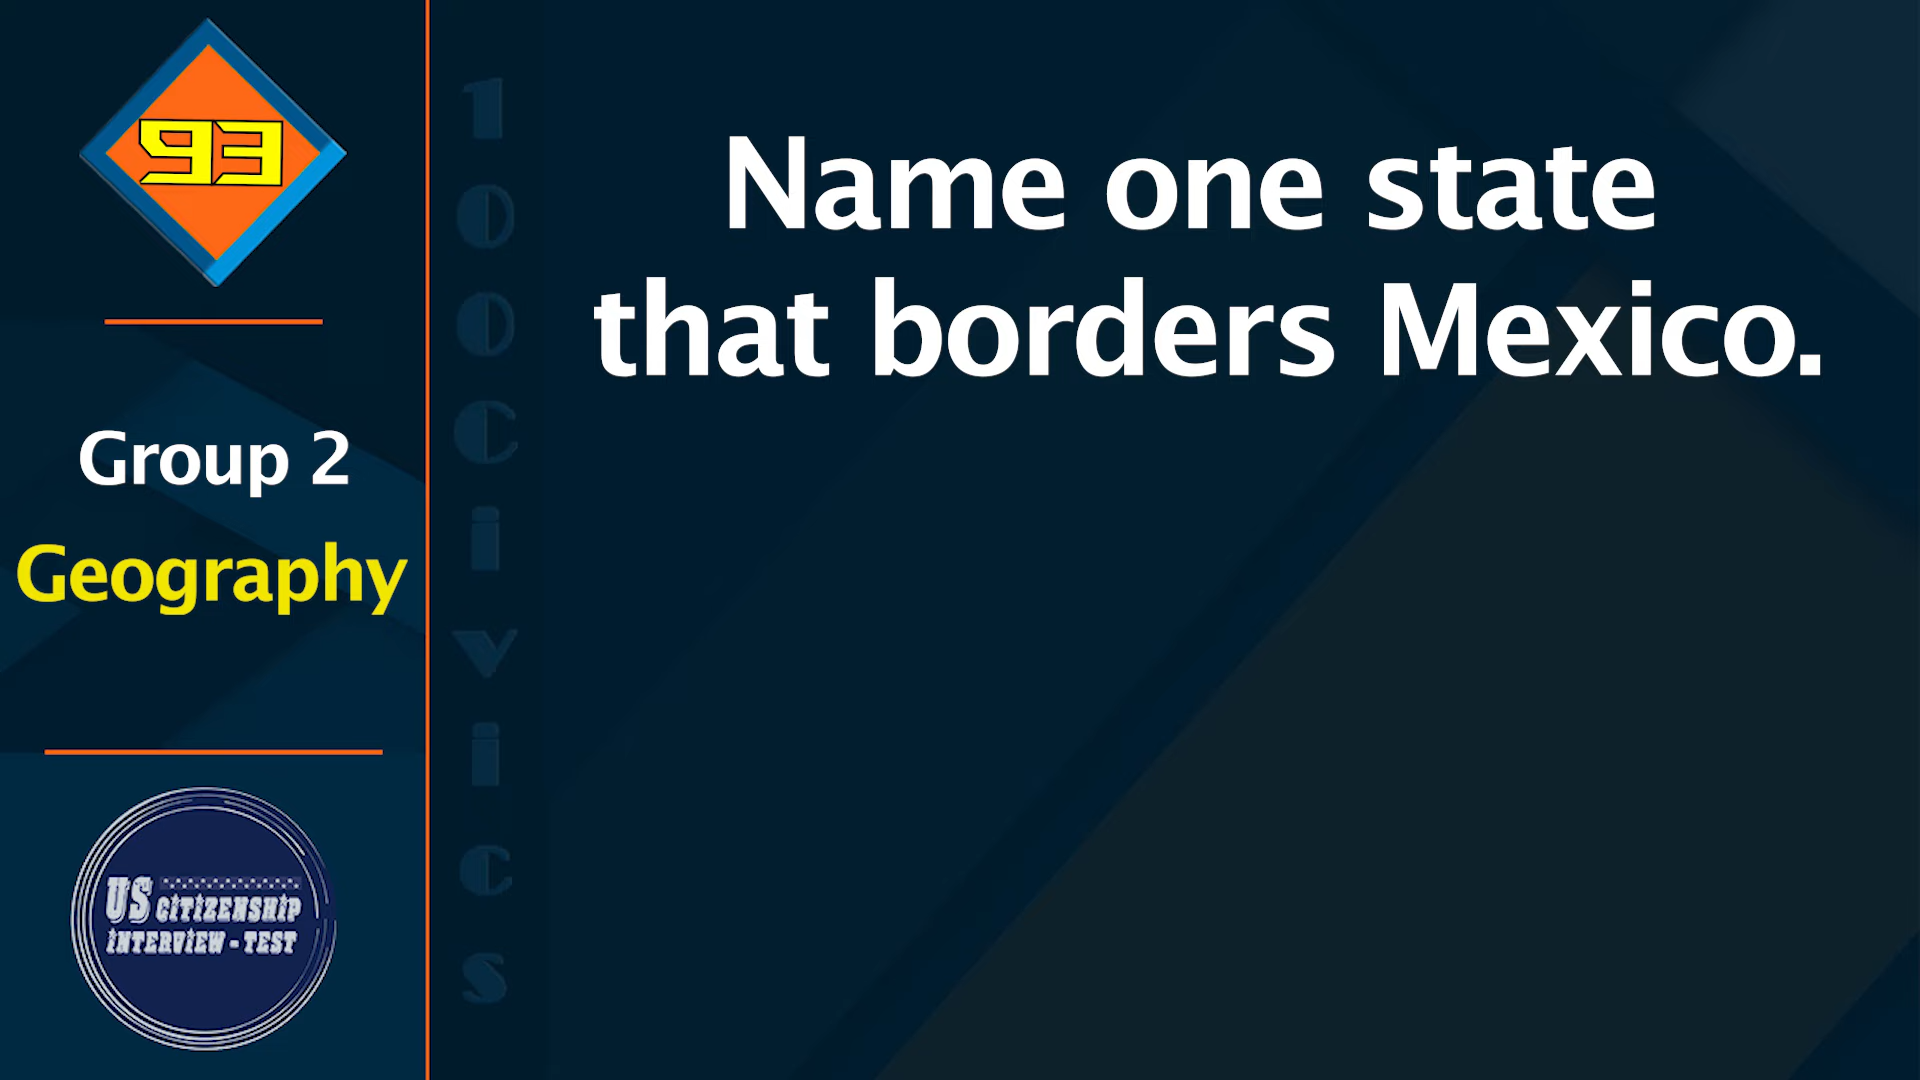 93
Group 2
Geography
US
CITIZENSHIP
INTERVIEW - TEST
100 Civics
Name one state
that borders Mexico.